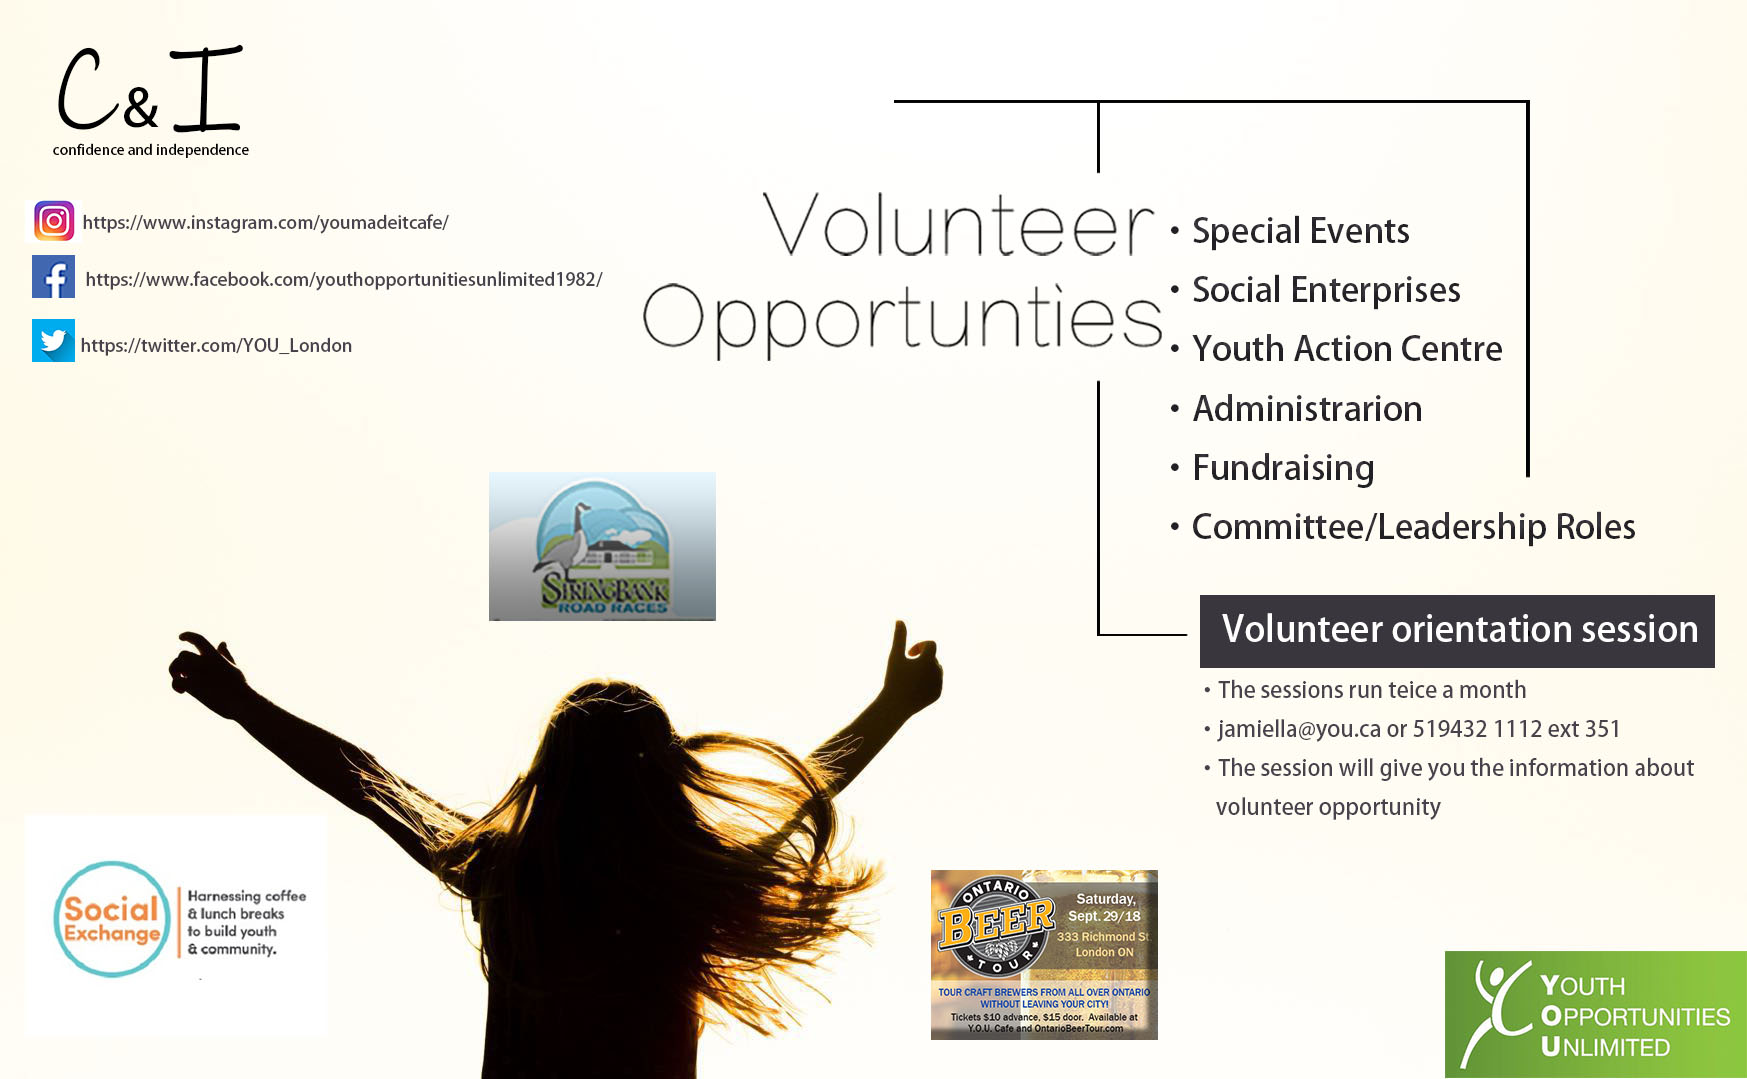 C & I
confidence and independence
https://www.instagram.com/youmadeitcafe/
https://www.facebook.com/youthopportunitiesunlimited1982/
https://twitter.com/YOU_London
Volunteer
Opportunties
• Special Events
• Social Enterprises
• Youth Action Centre
• Administrarion
• Fundraising
• Committee/Leadership Roles
Volunteer orientation session
• The sessions run teice a month
• jamiella@you.ca or 519432 1112 ext 351
• The session will give you the information about
volunteer opportunity
SPRINGBANK
ROAD RACES
Social
Exchange
Harnessing coffee
& lunch breaks
to build youth
& community.
ONTARIO
BEER
TOUR
Saturday,
Sept. 29/18
333 Richmond St.
London ON
TOUR CRAFT BREWERS FROM ALL OVER ONTARIO
WITHOUT LEAVING YOUR CITY!
Tickets $10 advance, $15 door. Available at
Y.O.U. Cafe and OntarioBeerTour.com
YOUTH
OPPORTUNITIES
UNLIMITED